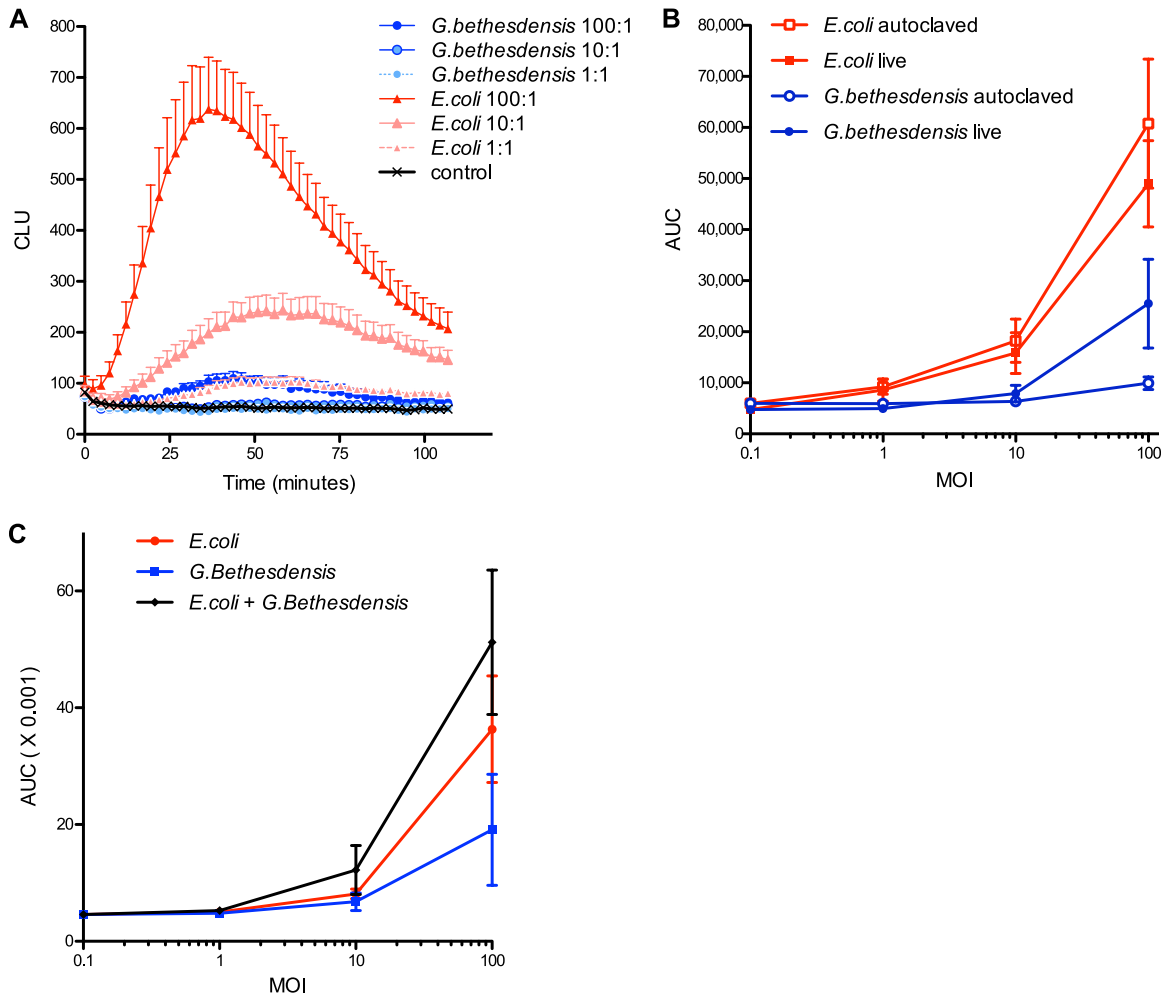 A
800
700
600
500
400
300
200
100
0
CLU
0 25 50 75 100
Time (minutes)
G.bethesdensis 100:1
G.bethesdensis 10:1
G.bethesdensis 1:1
E.coli 100:1
E.coli 10:1
E.coli 1:1
control
B
80,000
70,000
60,000
50,000
40,000
30,000
20,000
10,000
0
AUC
0.1 1 10 100
MOI
E.coli autoclaved
E.coli live
G.bethesdensis autoclaved
G.bethesdensis live
C
60
40
20
0
AUC ( X 0.001)
0.1 1 10 100
MOI
E.coli
G.Bethesdensis
E.coli + G.Bethesdensis